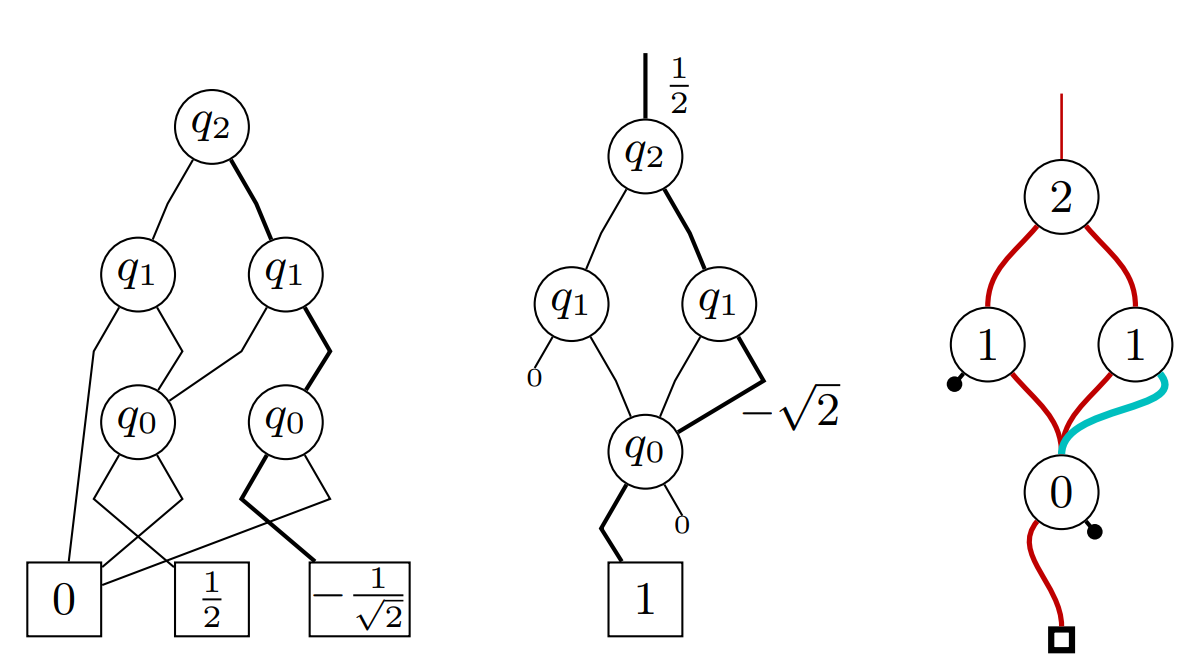 q₂
q₁ q₁
q₀ q₀
0 1/2 −1/√2
1/2
q₂
q₁ q₁
0 −√2
q₀
0
1
2
1 1
0